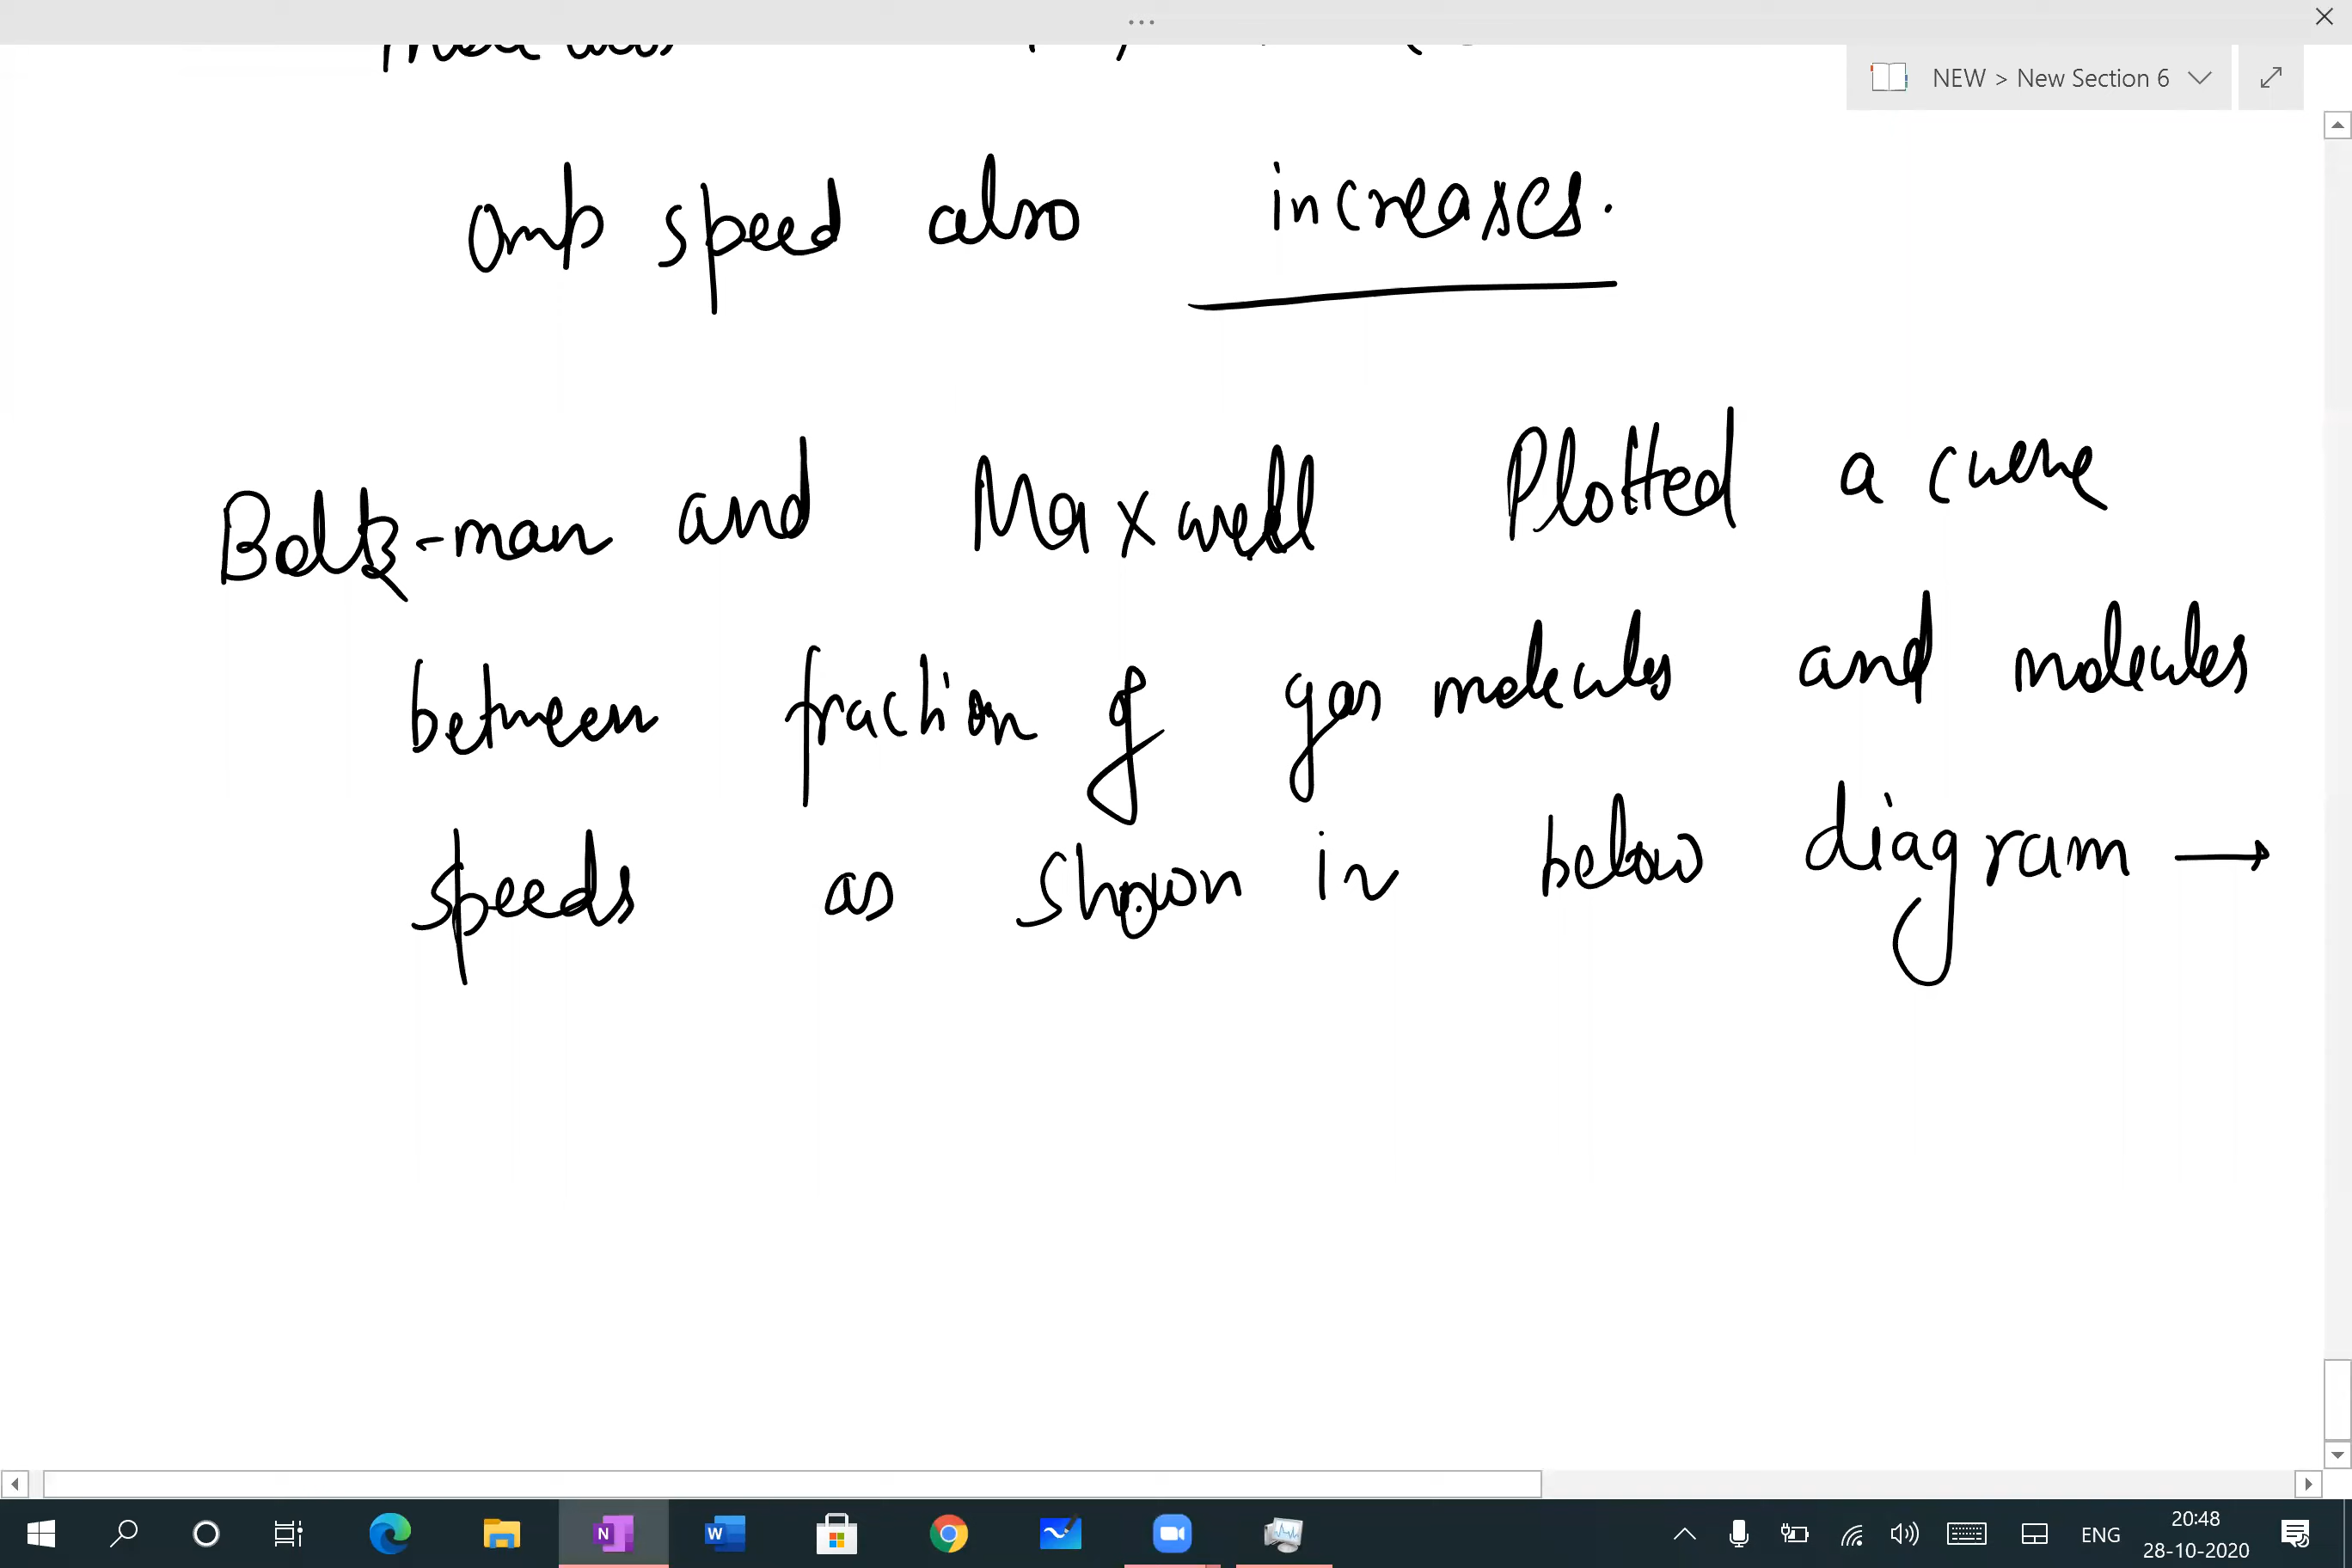 NEW > New Section 6
amp speed also increases.
Boltz-man and Maxwell Plotted a curve
between fraction of gas molecules and molecules
speeds as shown in below diagram →
ENG
20:48
28-10-2020